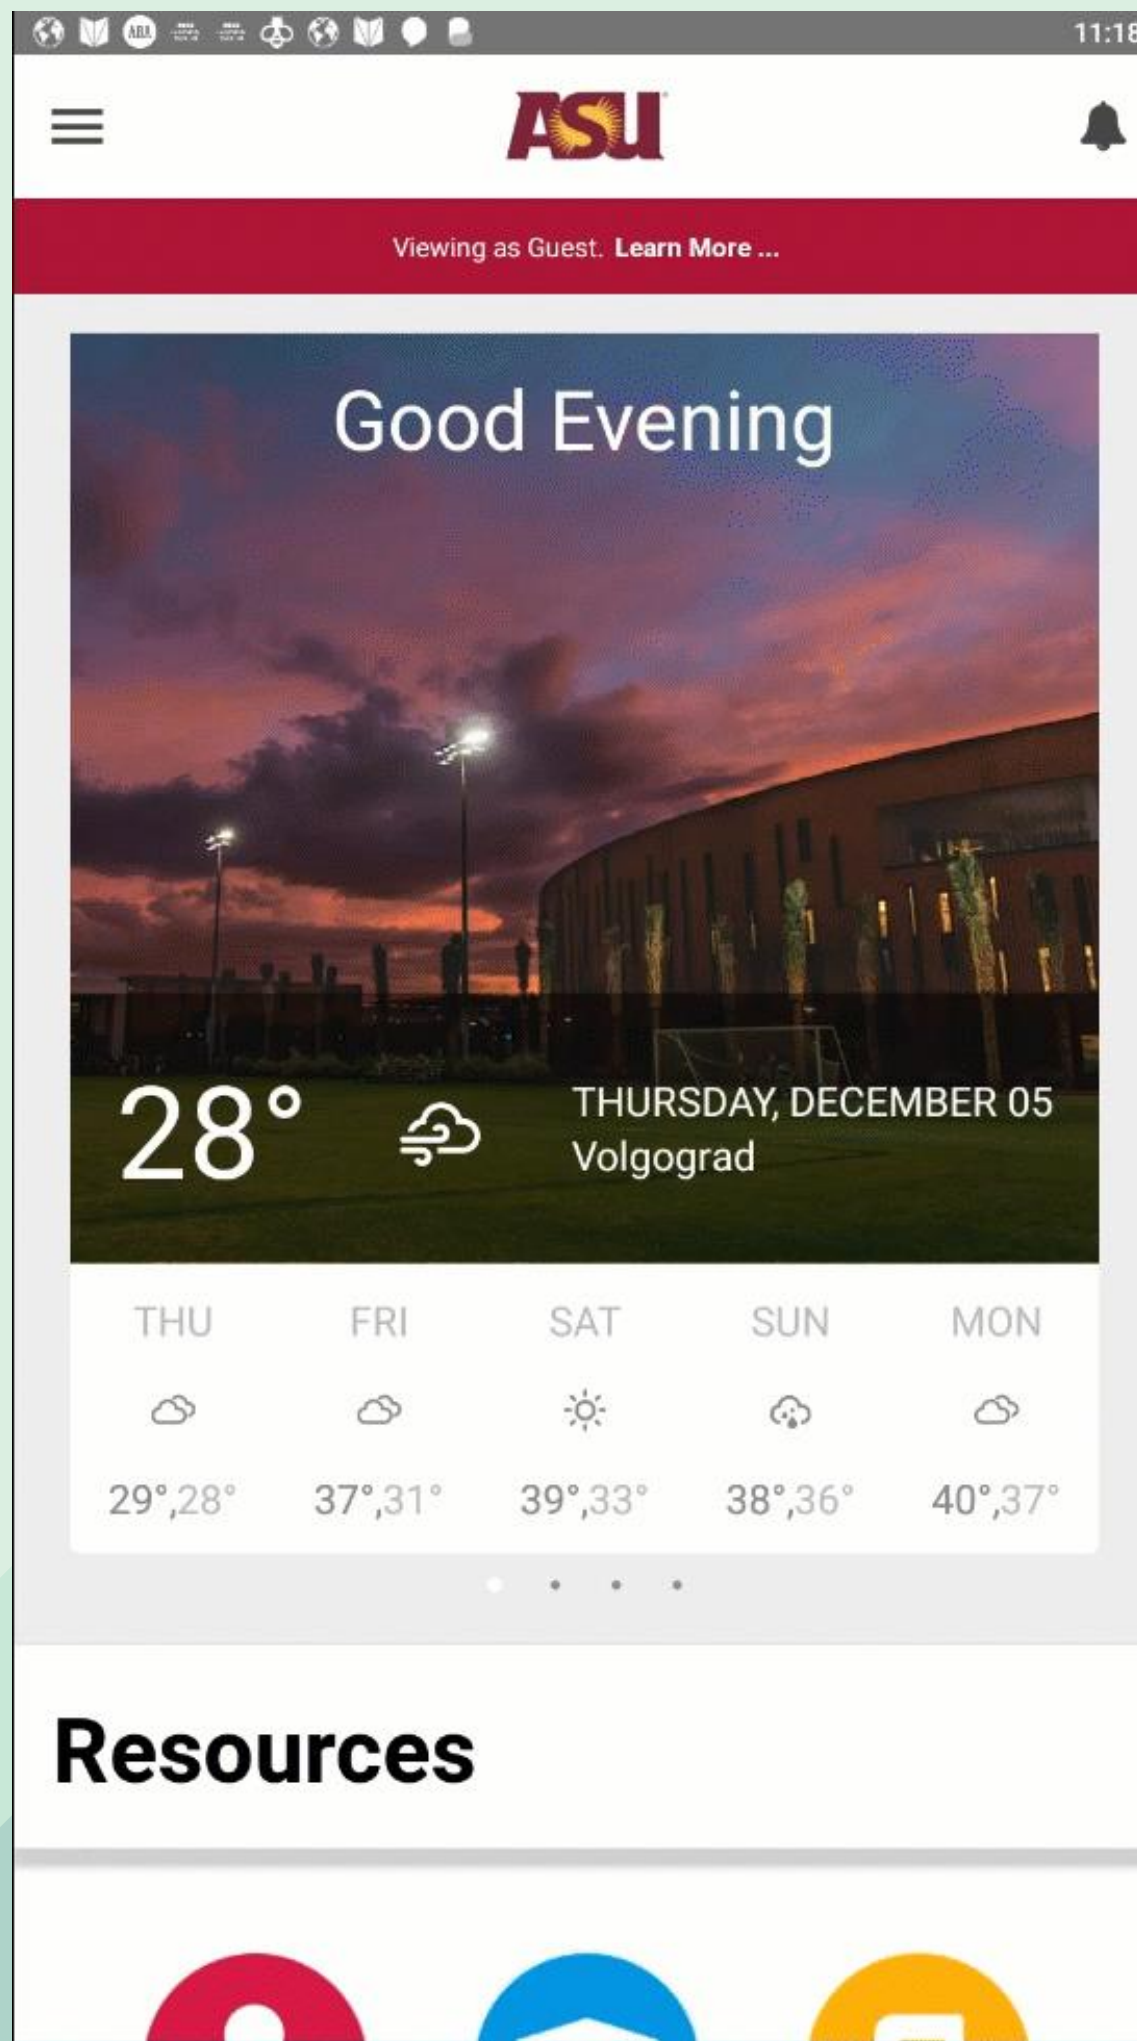 11:18
ASU
Viewing as Guest. Learn More ...
Good Evening
28°
THURSDAY, DECEMBER 05
Volgograd
THU FRI SAT SUN MON
29°,28° 37°,31° 39°,33° 38°,36° 40°,37°
Resources